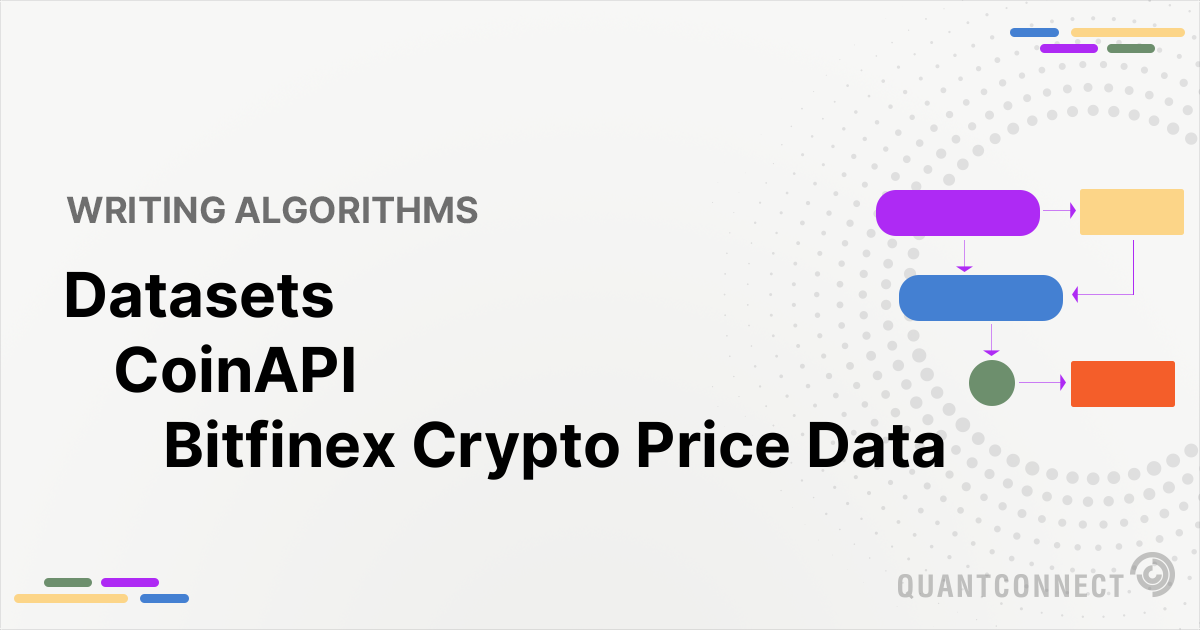 WRITING ALGORITHMS
Datasets
CoinAPI
Bitfinex Crypto Price Data
QUANTCONNECT